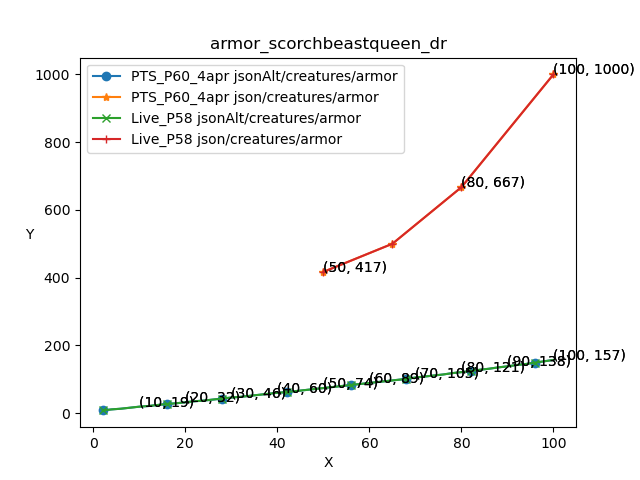 armor_scorchbeastqueen_dr
PTS_P60_4apr jsonAlt/creatures/armor
PTS_P60_4apr json/creatures/armor
Live_P58 jsonAlt/creatures/armor
Live_P58 json/creatures/armor
(100, 1000)
(80, 667)
(50, 417)
(10, 19)
(20, 32)
(30, 46)
(40, 60)
(50, 74)
(60, 89)
(70, 105)
(80, 121)
(90, 138)
(100, 157)
Y
1000
800
600
400
200
0
0 20 40 60 80 100
X